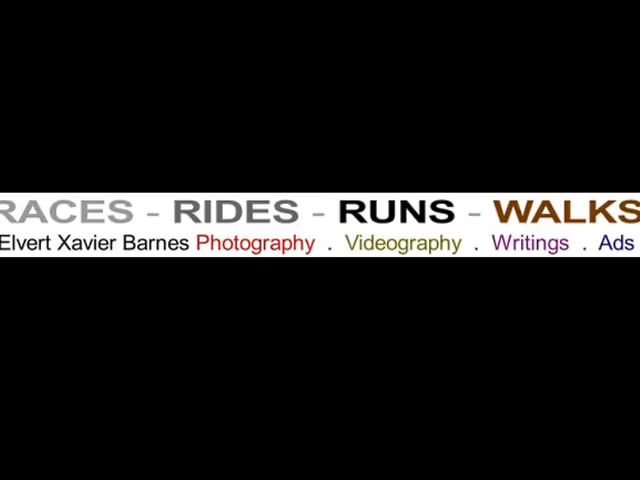 RACES - RIDES - RUNS - WALKS
Elvert Xavier Barnes Photography . Videography . Writings . Ads